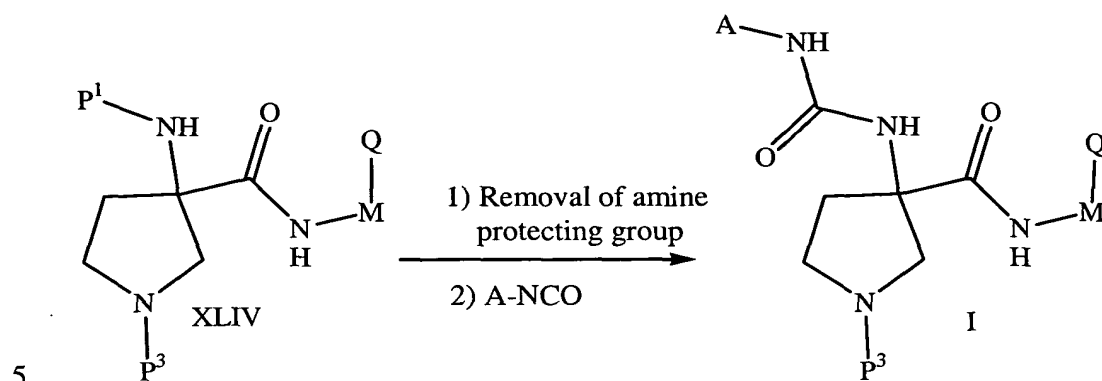 A
NH
P¹
NH
O
Q
N
H
M
O
NH
O
Q
N
H
M
1) Removal of amine
protecting group
2) A-NCO
N
XLIV
P³
N
I
P³
5